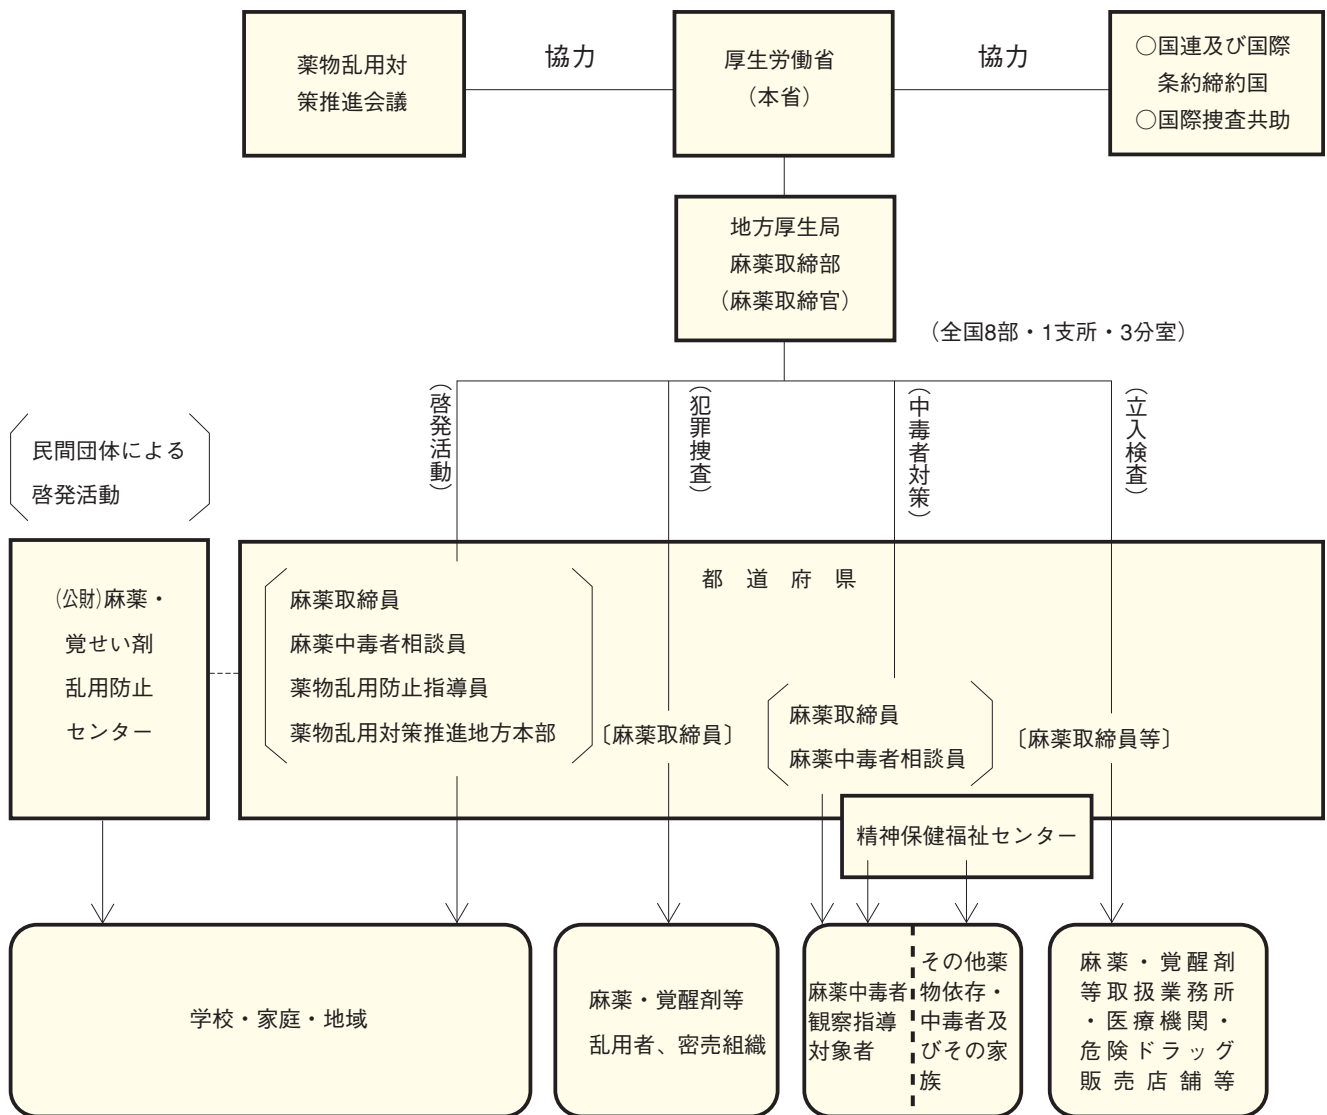 薬物乱用対
策推進会議
協力
厚生労働省
（本省）
協力
○国連及び国際
条約締約国
○国際捜査共助
地方厚生局
麻薬取締部
（麻薬取締官）
（全国8部・1支所・3分室）
（啓発活動）
（犯罪捜査）
（中毒者対策）
（立入検査）
民間団体による
啓発活動
(公財)麻薬・
覚せい剤
乱用防止
センター
都道府県
麻薬取締員
麻薬中毒者相談員
薬物乱用防止指導員
薬物乱用対策推進地方本部
〔麻薬取締員〕
麻薬取締員
麻薬中毒者相談員
〔麻薬取締員等〕
精神保健福祉センター
学校・家庭・地域
麻薬・覚醒剤等
乱用者、密売組織
麻薬中毒者
観察指導
対象者
その他薬
物依存・
中毒者及
びその家
族
麻薬・覚醒剤
等取扱業務所
・医療機関・
危険ドラッグ
販売店舗等